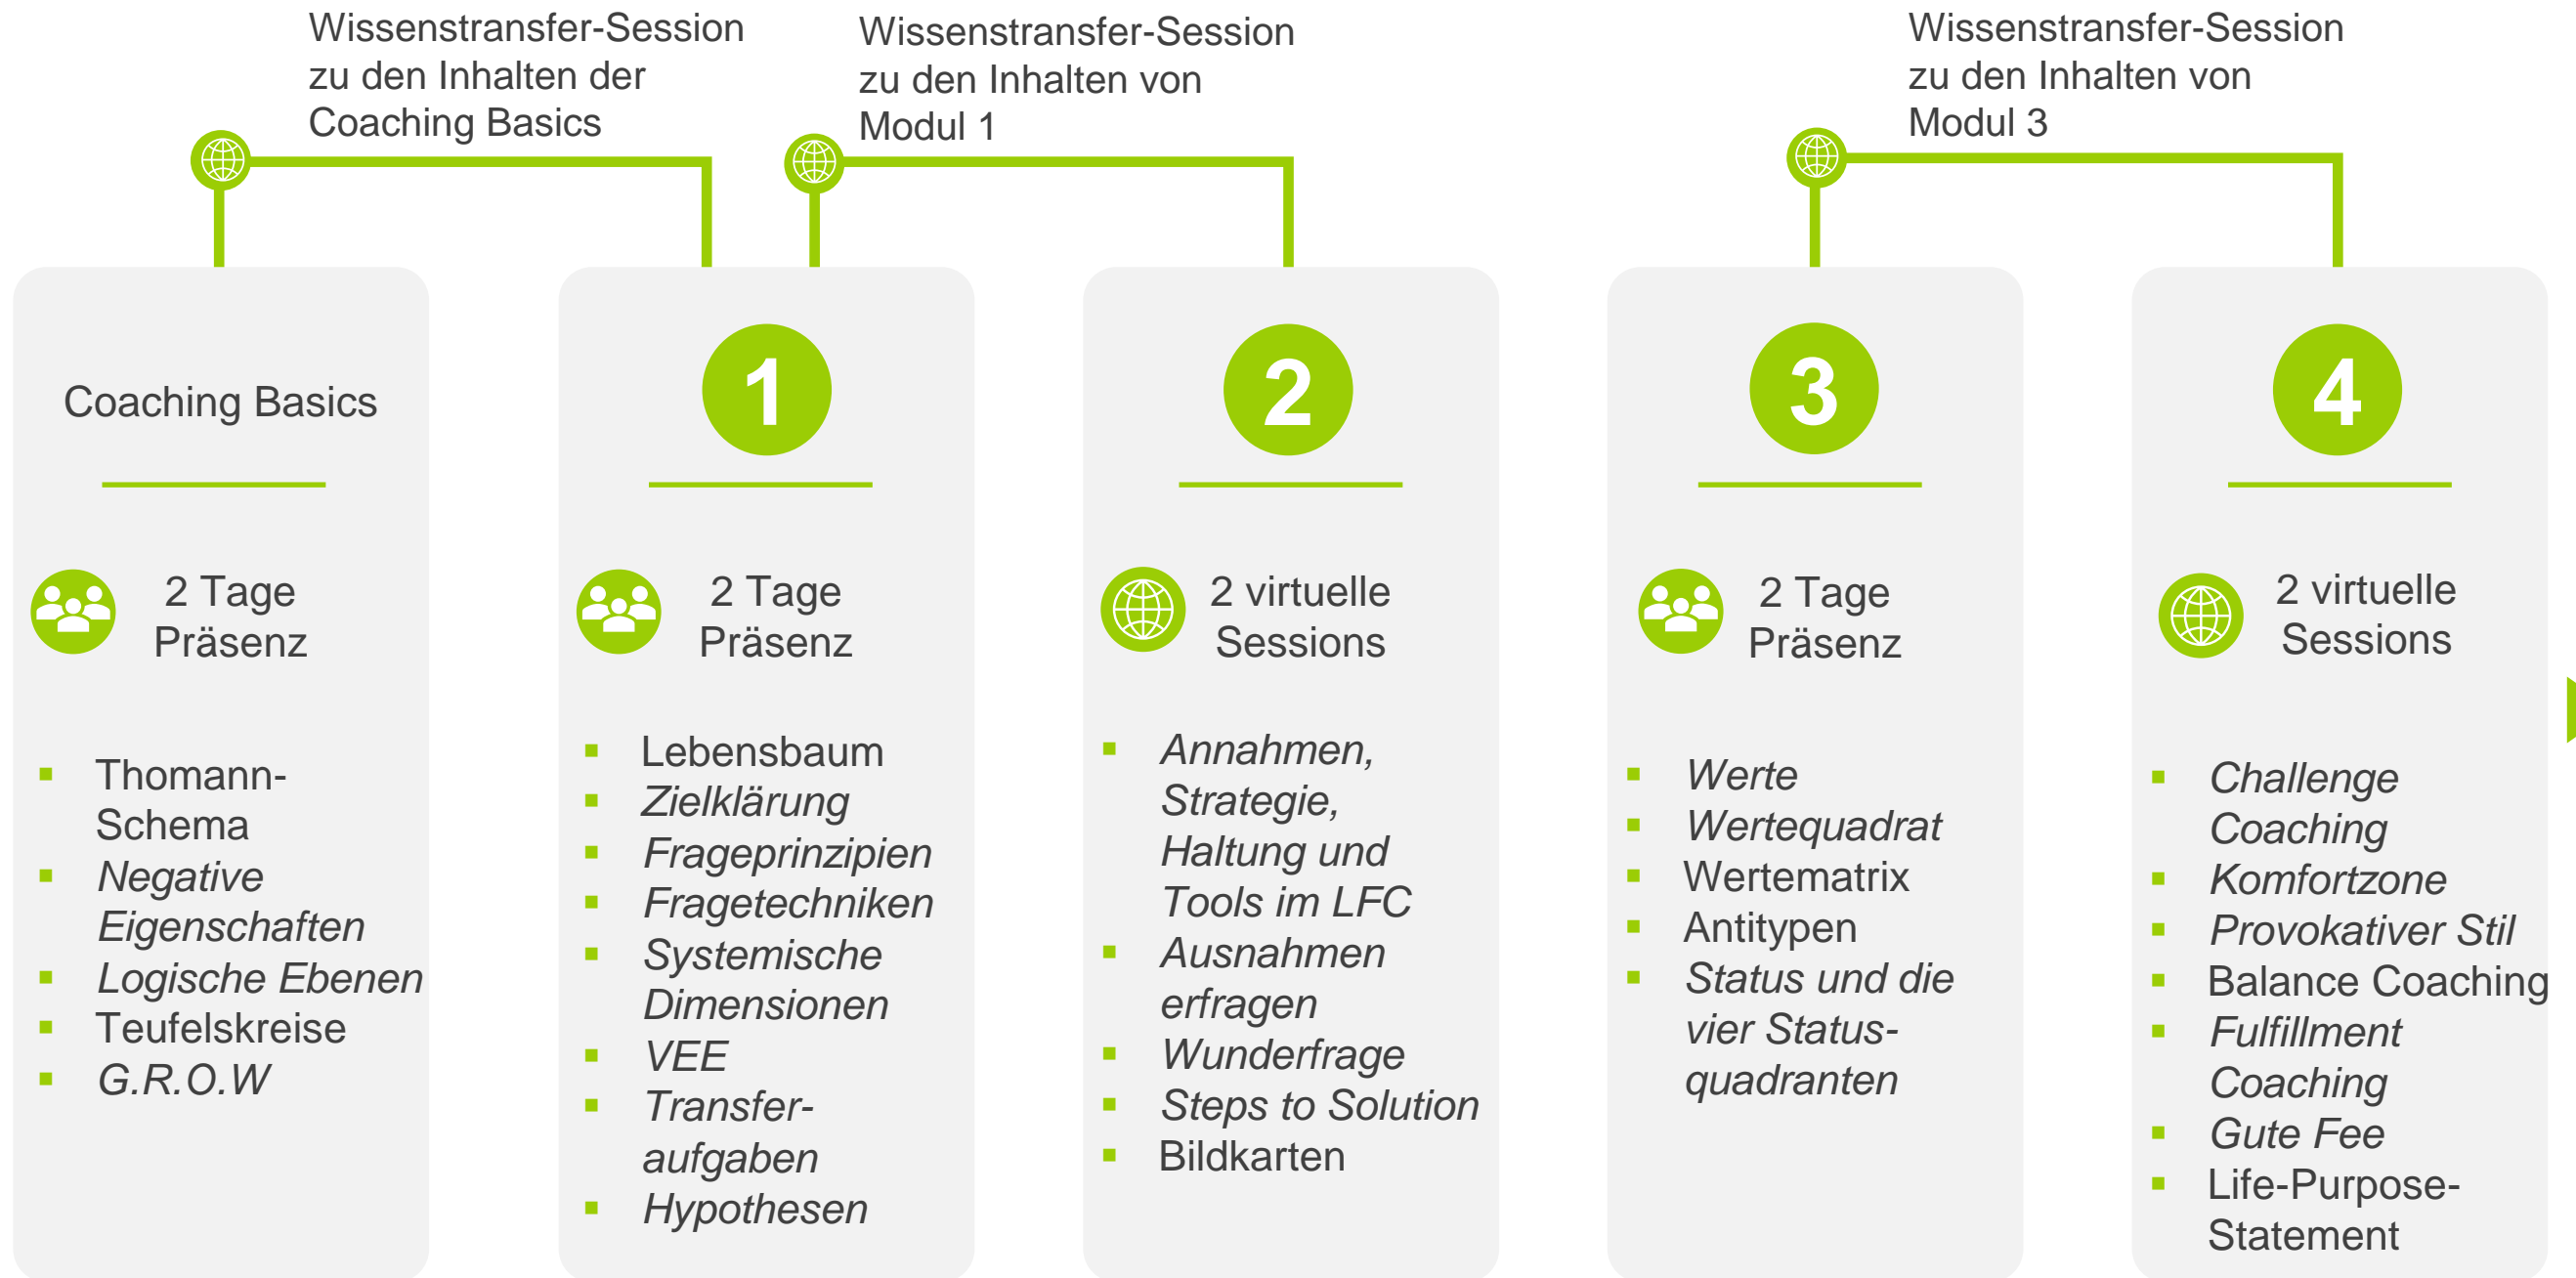 Wissenstransfer-Session
zu den Inhalten der
Coaching Basics
Wissenstransfer-Session
zu den Inhalten von
Modul 1
Wissenstransfer-Session
zu den Inhalten von
Modul 3
Coaching Basics
2 Tage
Präsenz
Thomann-
Schema
Negative
Eigenschaften
Logische Ebenen
Teufelskreise
G.R.O.W
1
2 Tage
Präsenz
Lebensbaum
Zielklärung
Frageprinzipien
Fragetechniken
Systemische
Dimensionen
VEE
Transfer-
aufgaben
Hypothesen
2
2 virtuelle
Sessions
Annahmen,
Strategie,
Haltung und
Tools im LFC
Ausnahmen
erfragen
Wunderfrage
Steps to Solution
Bildkarten
3
2 Tage
Präsenz
Werte
Wertequadrat
Wertematrix
Antitypen
Status und die
vier Status-
quadranten
4
2 virtuelle
Sessions
Challenge
Coaching
Komfortzone
Provokativer Stil
Balance Coaching
Fulfillment
Coaching
Gute Fee
Life-Purpose-
Statement